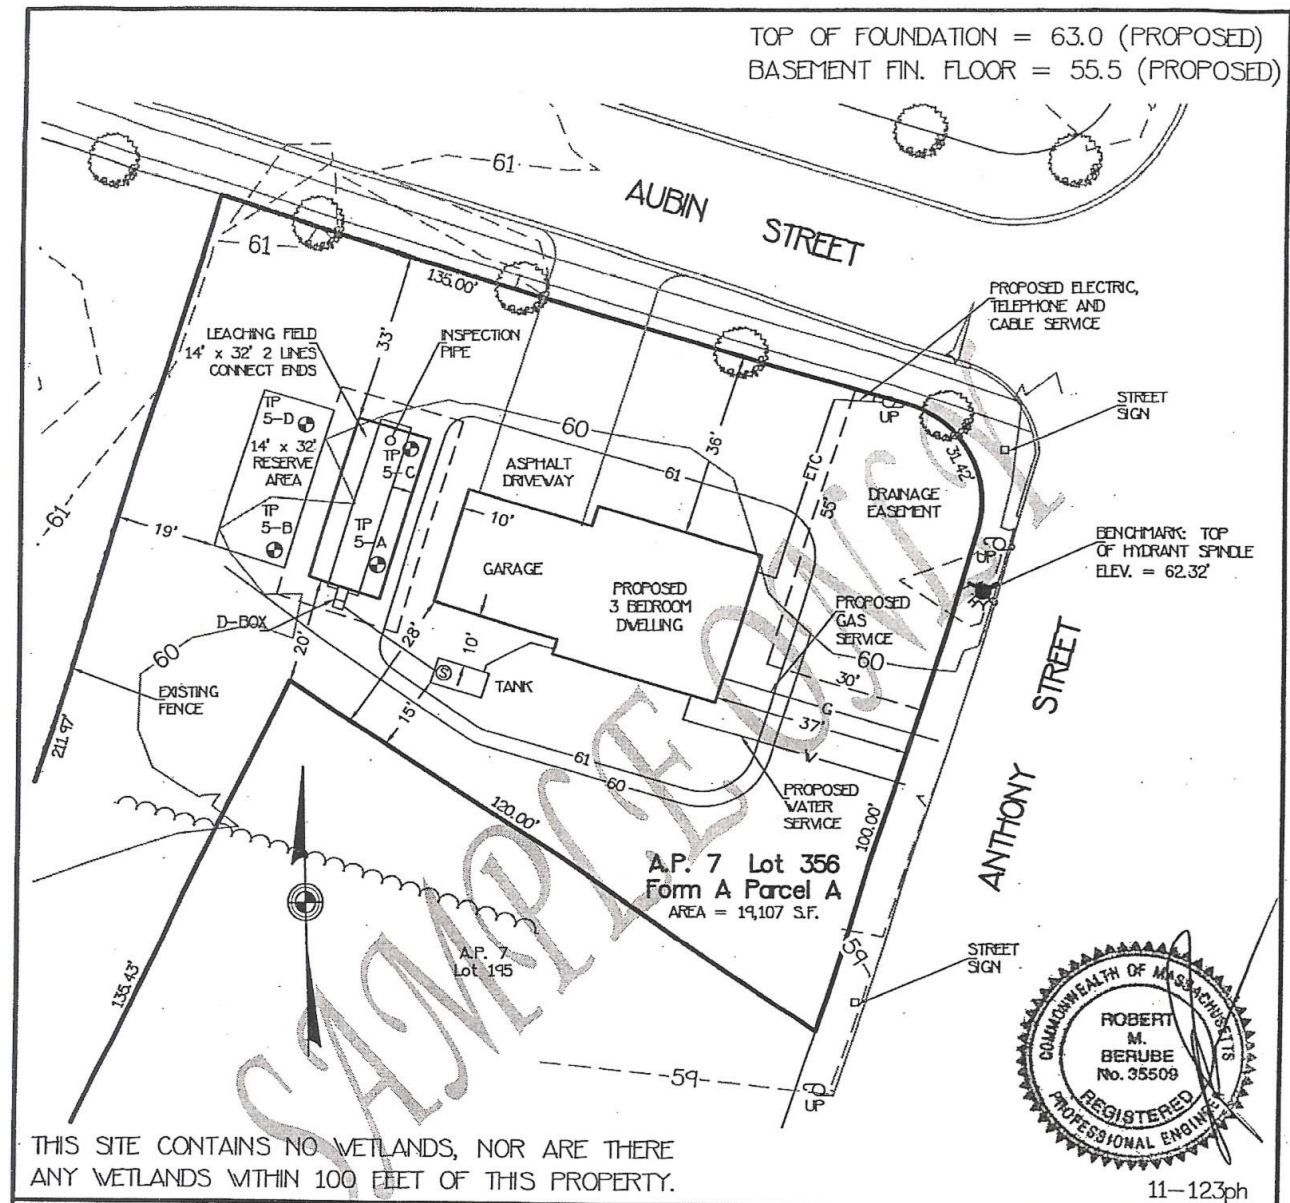 TOP OF FOUNDATION = 63.0 (PROPOSED)
BASEMENT FIN. FLOOR = 55.5 (PROPOSED)
61
AUBIN STREET
61
135.00'
PROPOSED ELECTRIC,
TELEPHONE AND
CABLE SERVICE
LEACHING FIELD
14' x 32' 2 LINES
CONNECT ENDS
33'
INSPECTION
PIPE
STREET
SIGN
UP
TP
5-D
14' x 32'
RESERVE
AREA
TP
5-B
TP
5-C
TP
5-A
60
61
36'
31.42'
ETC
55'
ASPHALT
DRIVEWAY
DRAINAGE
EASEMENT
61
19'
10'
UP
BENCHMARK: TOP
OF HYDRANT SPINDLE
ELEV. = 62.32'
GARAGE
PROPOSED
3 BEDROOM
DWELLING
PROPOSED
GAS
SERVICE
D-BOX
60
20'
28'
10'
60
30'
S
TANK
EXISTING
FENCE
15'
G
37'
W
211.97'
61
60
PROPOSED
WATER
SERVICE
ANTHONY STREET
120.00'
100.00'
A.P. 7 Lot 356
Form A Parcel A
AREA = 19,107 S.F.
59
STREET
SIGN
A.P. 7
Lot 195
135.43'
59
UP
SAMPLE ONLY
COMMONWEALTH OF MASSACHUSETTS
ROBERT
M.
BERUBE
No. 35509
REGISTERED
PROFESSIONAL ENGINEER
THIS SITE CONTAINS NO WETLANDS, NOR ARE THERE
ANY WETLANDS WITHIN 100 FEET OF THIS PROPERTY.
11-123ph